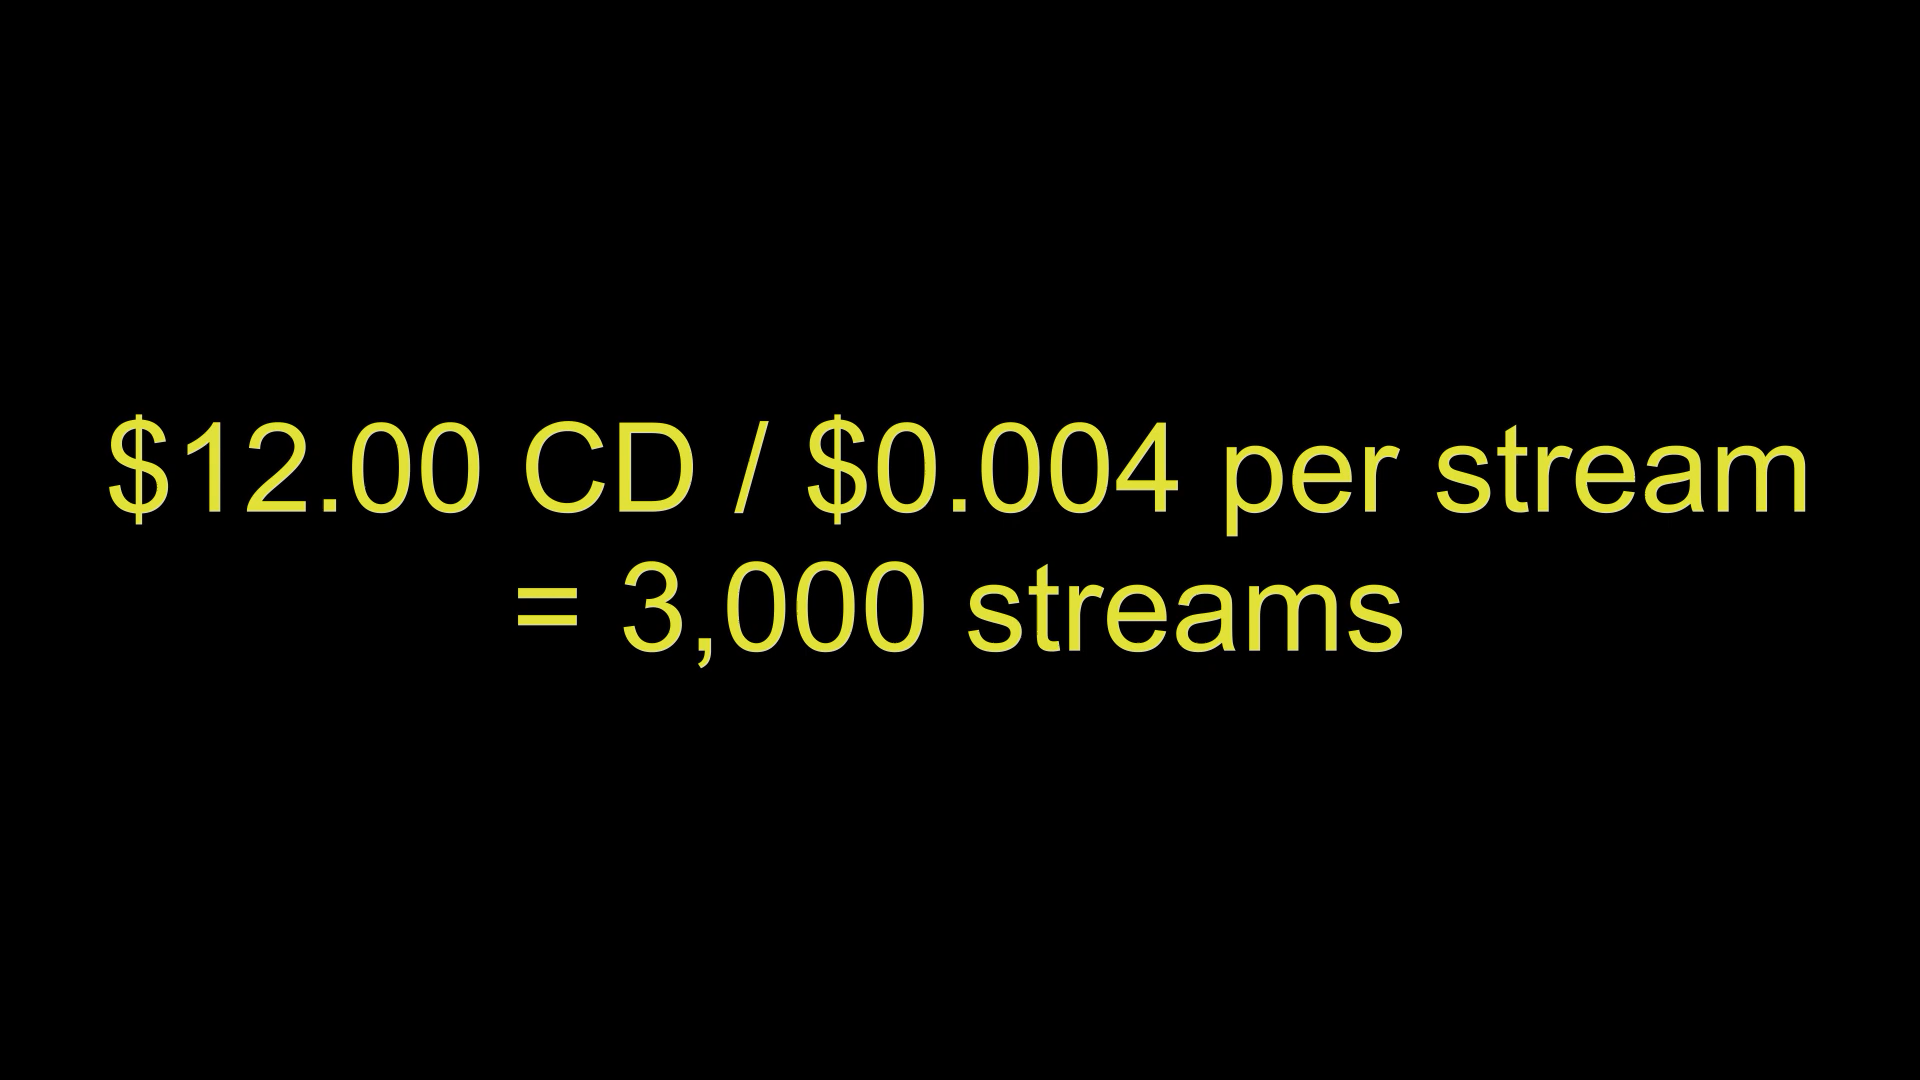 $12.00 CD / $0.004 per stream
= 3,000 streams